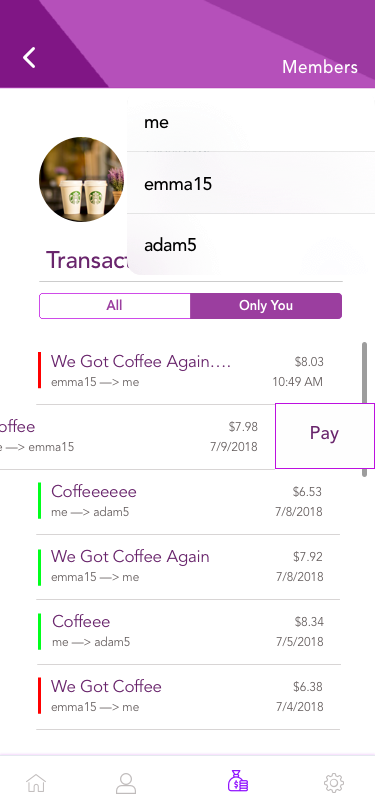 Members
me
emma15
adam5
Transact
All Only You
We Got Coffee Again.... $8.03
emma15 —> me 10:49 AM
offee $7.98
me —> emma15 7/9/2018
Pay
Coffeeeeee $6.53
me —> adam5 7/8/2018
We Got Coffee Again $7.92
emma15 —> me 7/8/2018
Coffeee $8.34
me —> adam5 7/5/2018
We Got Coffee $6.38
emma15 —> me 7/4/2018